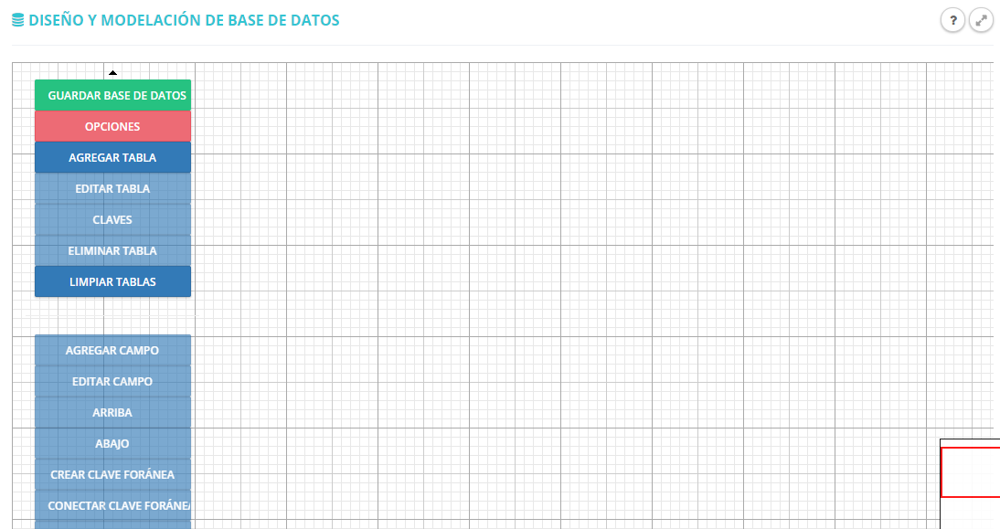 DISEÑO Y MODELACIÓN DE BASE DE DATOS
?
GUARDAR BASE DE DATOS
OPCIONES
AGREGAR TABLA
EDITAR TABLA
CLAVES
ELIMINAR TABLA
LIMPIAR TABLAS
AGREGAR CAMPO
EDITAR CAMPO
ARRIBA
ABAJO
CREAR CLAVE FORÁNEA
CONECTAR CLAVE FORÁNEA